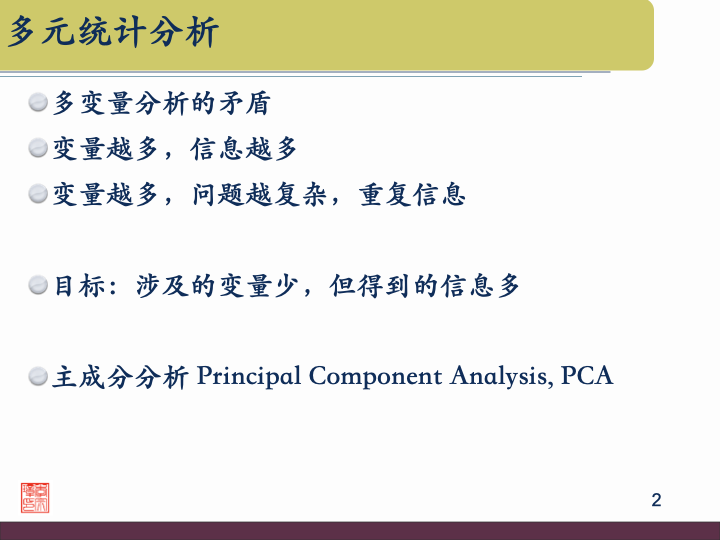 多元统计分析
多变量分析的矛盾
变量越多，信息越多
变量越多，问题越复杂，重复信息
目标：涉及的变量少，但得到的信息多
主成分分析 Principal Component Analysis, PCA
2